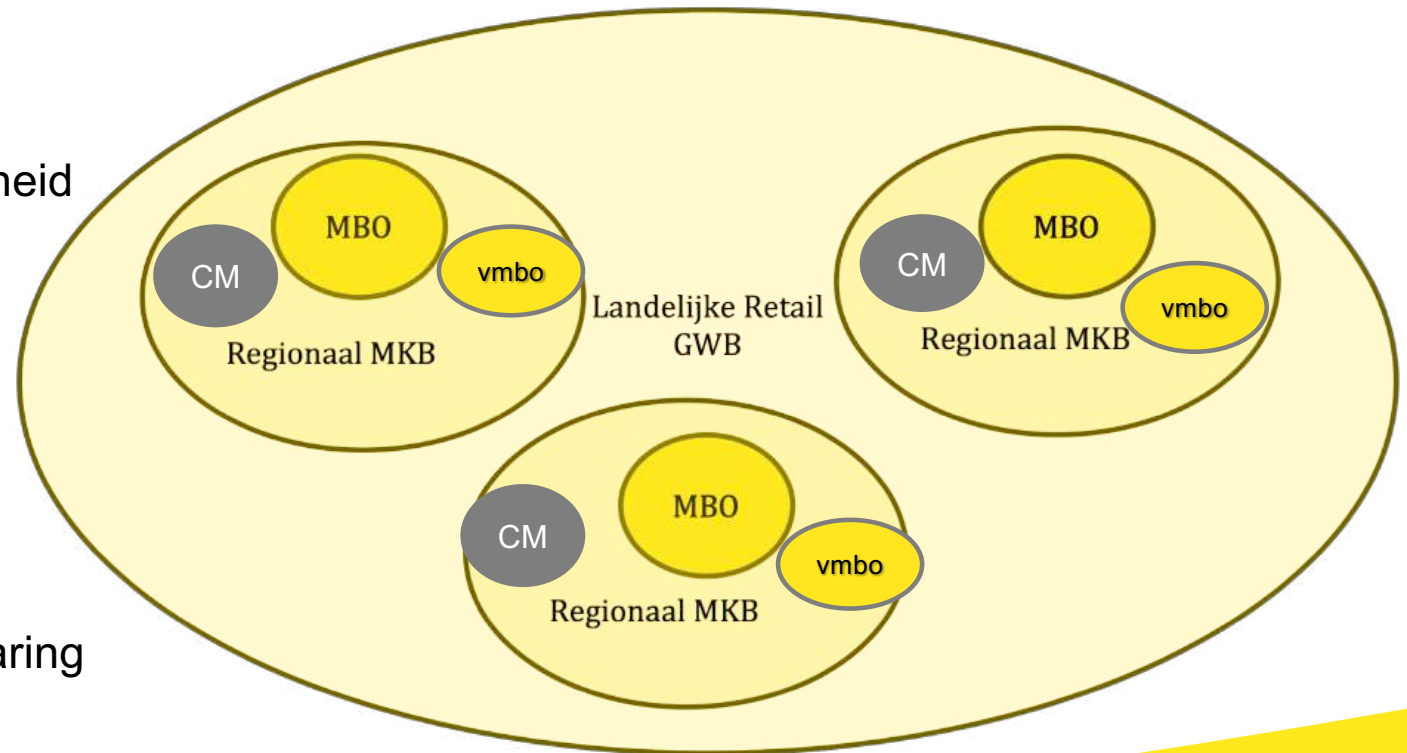 heid
MBO
CM
vmbo
Regionaal MKB
Landelijke Retail
GWB
MBO
CM
vmbo
Regionaal MKB
MBO
CM
vmbo
Regionaal MKB
aring